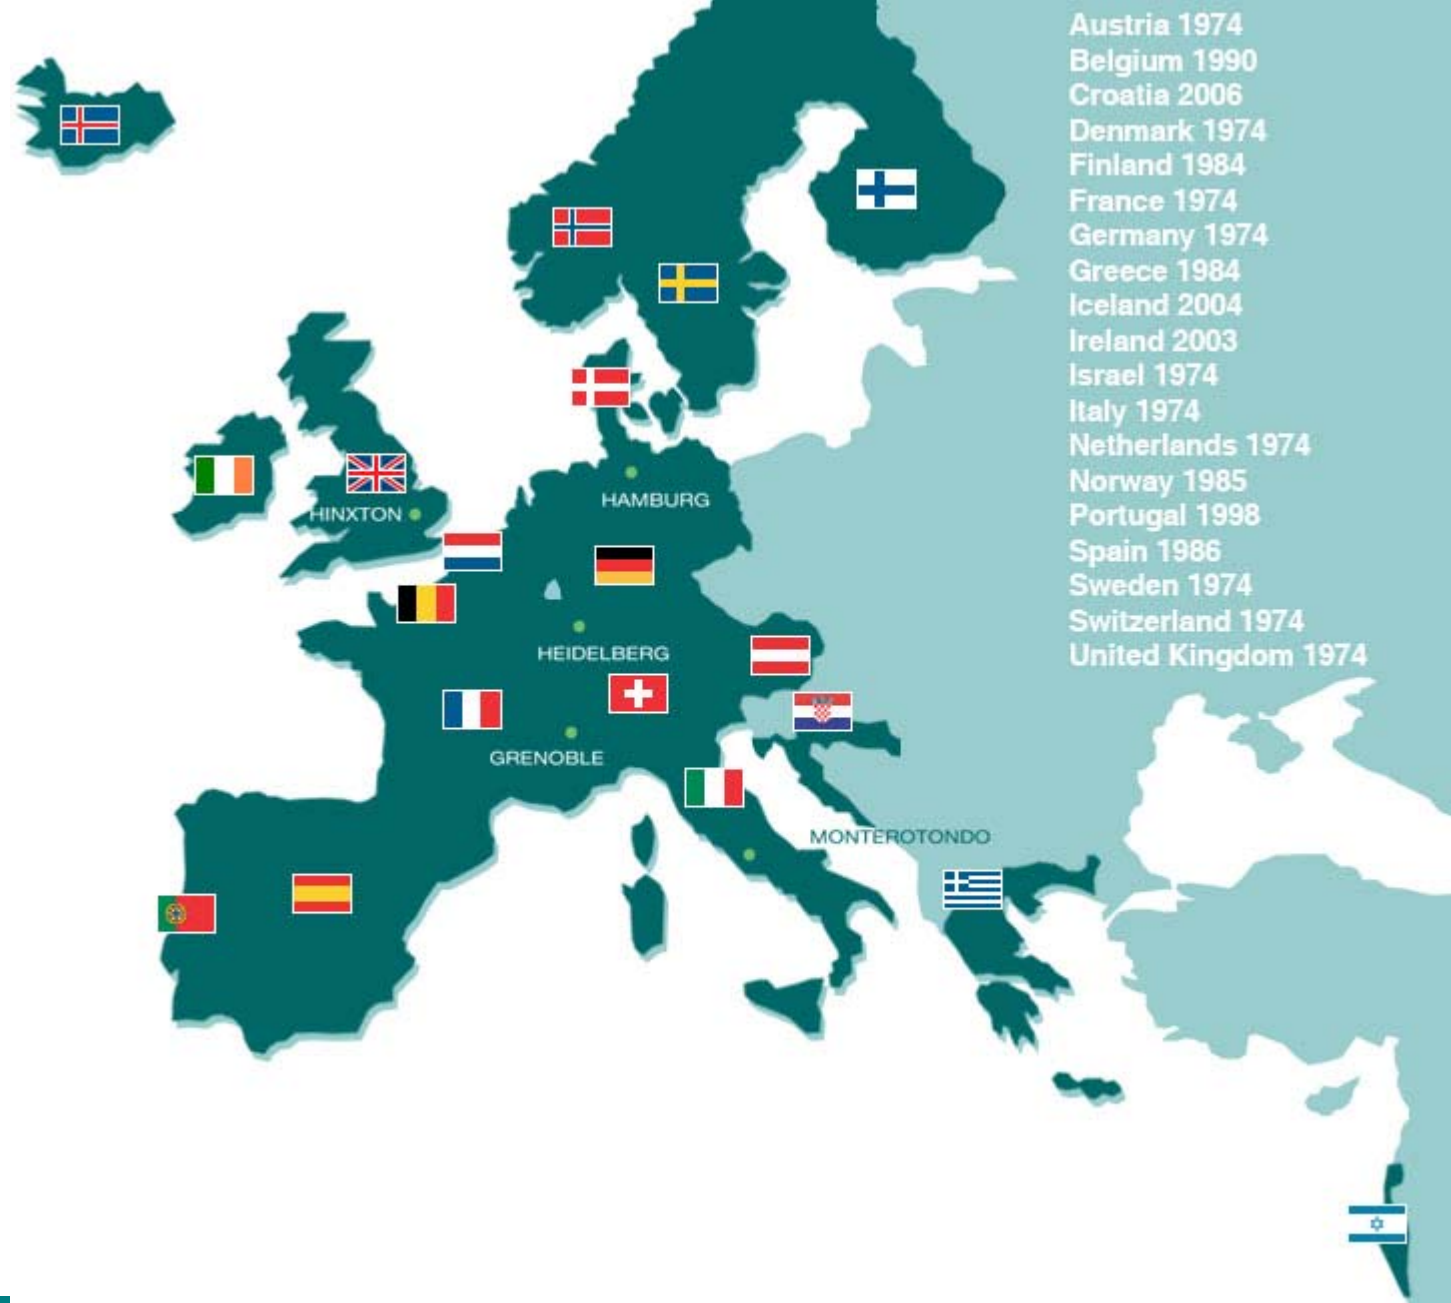 Austria 1974
Belgium 1990
Croatia 2006
Denmark 1974
Finland 1984
France 1974
Germany 1974
Greece 1984
Iceland 2004
Ireland 2003
Israel 1974
Italy 1974
Netherlands 1974
Norway 1985
Portugal 1998
Spain 1986
Sweden 1974
Switzerland 1974
United Kingdom 1974
HAMBURG
HINXTON
HEIDELBERG
GRENOBLE
MONTEROTONDO